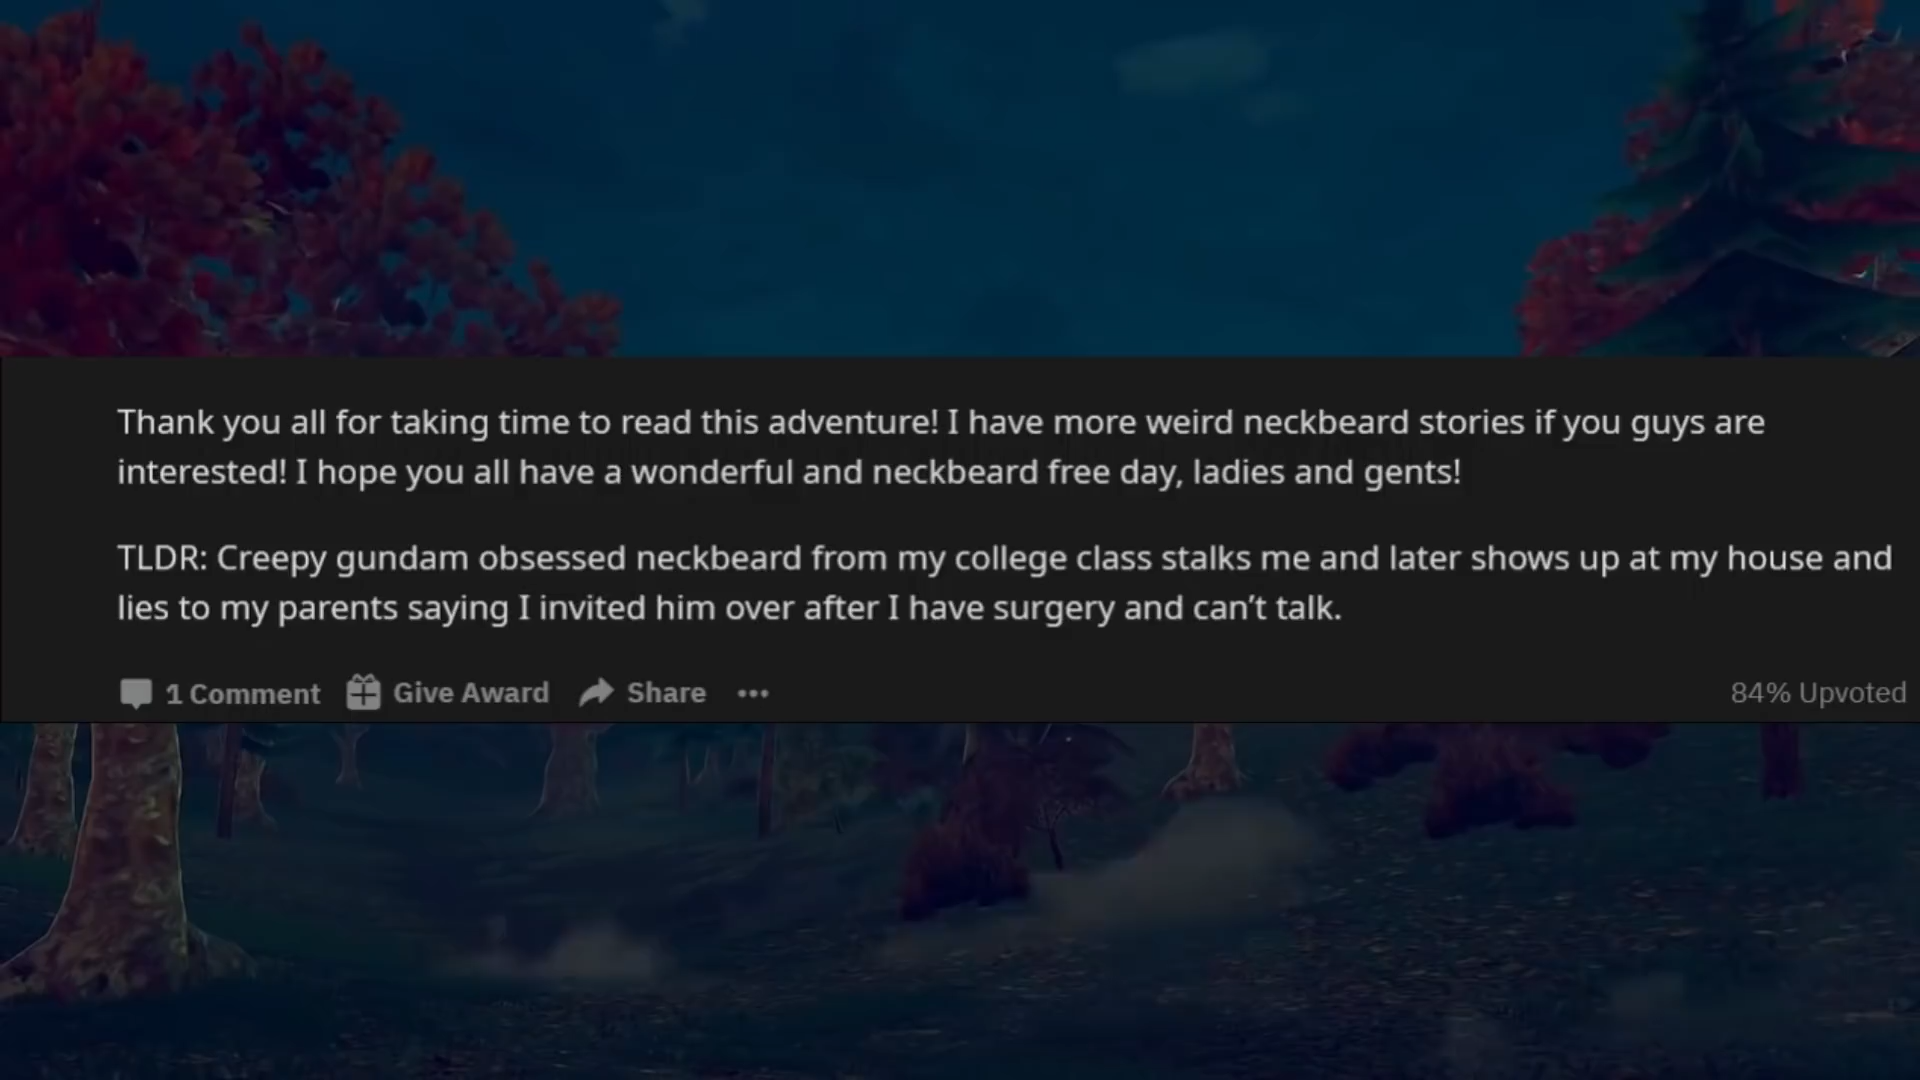 Thank you all for taking time to read this adventure! I have more weird neckbeard stories if you guys are
interested! I hope you all have a wonderful and neckbeard free day, ladies and gents!
TLDR: Creepy gundam obsessed neckbeard from my college class stalks me and later shows up at my house and
lies to my parents saying I invited him over after I have surgery and can’t talk.
1 Comment Give Award Share ••• 84% Upvoted